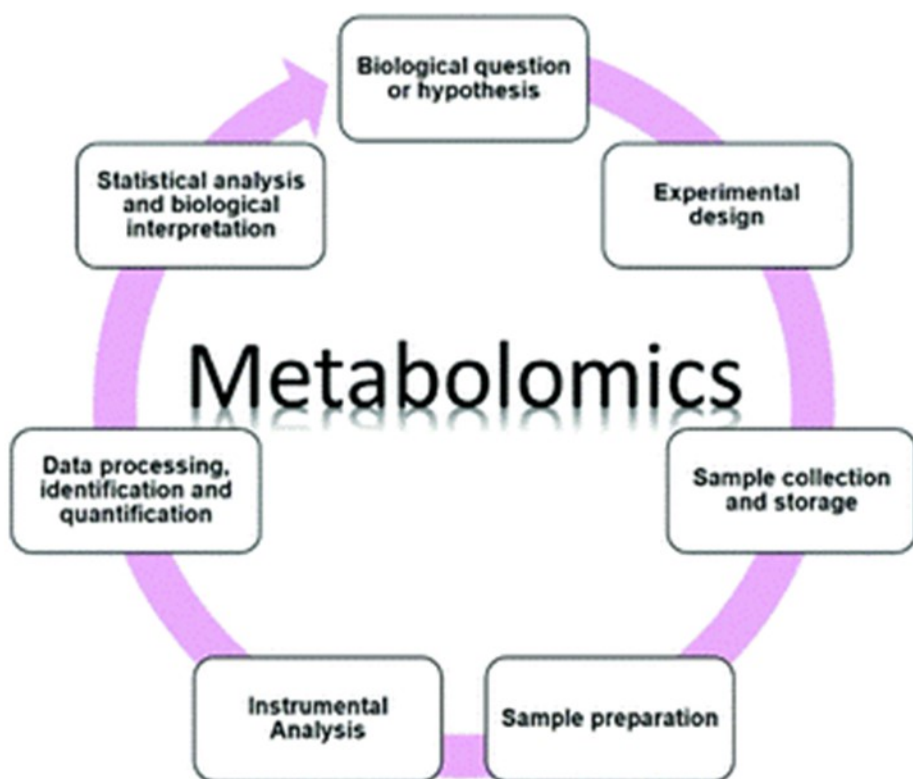 Biological question
or hypothesis
Experimental
design
Sample collection
and storage
Sample preparation
Instrumental
Analysis
Data processing,
identification and
quantification
Statistical analysis
and biological
interpretation
Metabolomics